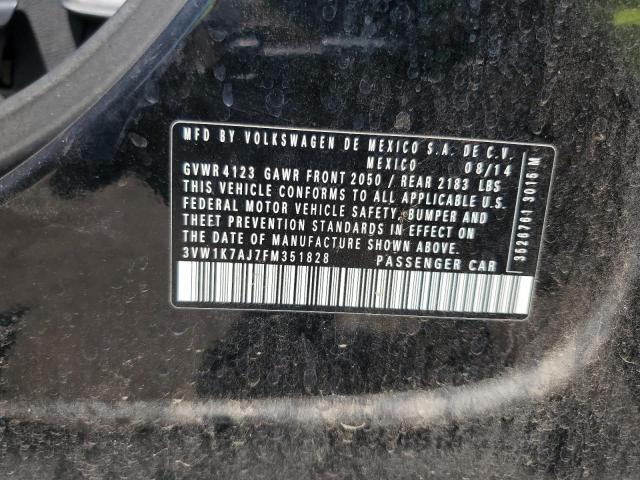 MFD BY VOLKSWAGEN DE MEXICO S.A. DE C.V.
MEXICO 08/14
GVWR 4123 GAWR FRONT 2050 / REAR 2183 LBS
THIS VEHICLE CONFORMS TO ALL APPLICABLE U.S.
FEDERAL MOTOR VEHICLE SAFETY, BUMPER AND
THEFT PREVENTION STANDARDS IN EFFECT ON
THE DATE OF MANUFACTURE SHOWN ABOVE.
3VW1K7AJ7FM351828 PASSENGER CAR
3626761 3015 M